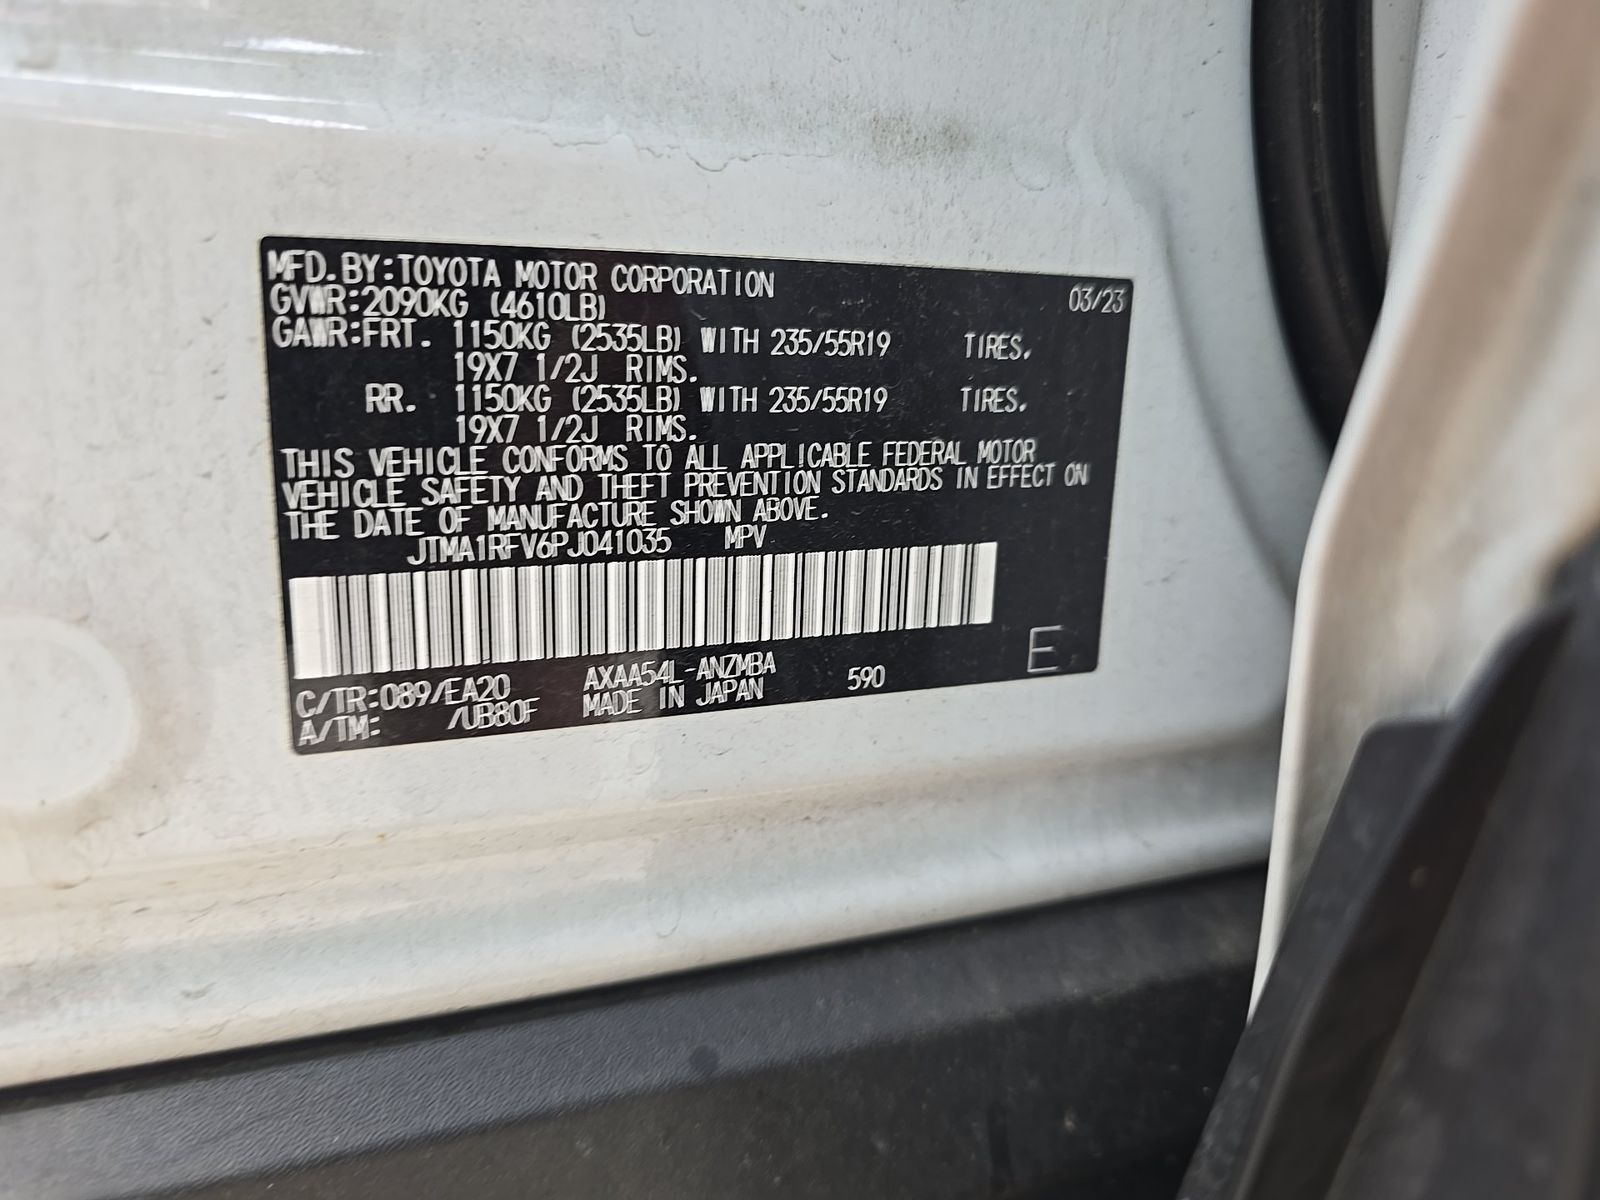 MFD.BY:TOYOTA MOTOR CORPORATION 03/23
GVWR:2090KG (4610LB)
GAWR:FRT. 1150KG (2535LB) WITH 235/55R19 TIRES.
19X7 1/2J RIMS.
RR. 1150KG (2535LB) WITH 235/55R19 TIRES.
19X7 1/2J RIMS.
THIS VEHICLE CONFORMS TO ALL APPLICABLE FEDERAL MOTOR
VEHICLE SAFETY AND THEFT PREVENTION STANDARDS IN EFFECT ON
THE DATE OF MANUFACTURE SHOWN ABOVE.
JTMA1RFV6PJ041035 MPV
C/TR:089/EA20 AXAA54L-ANZMBA 590 E
A/TM: /UB80F MADE IN JAPAN